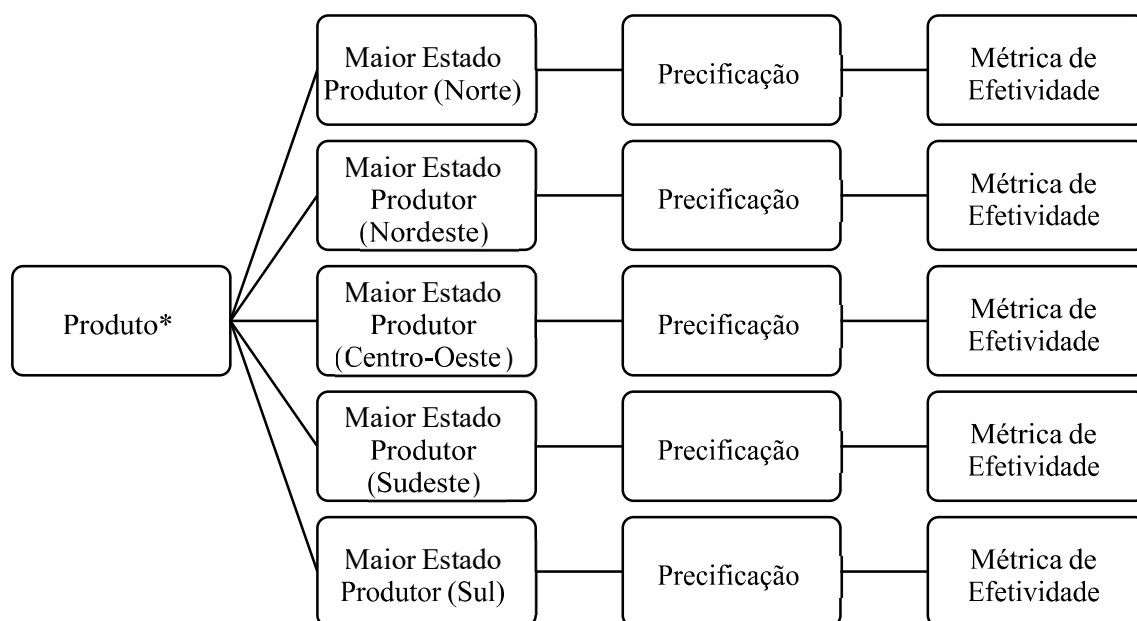 Maior Estado
Produtor (Norte)
Precificação
Métrica de
Efetividade
Maior Estado
Produtor
(Nordeste)
Precificação
Métrica de
Efetividade
Produto*
Maior Estado
Produtor
(Centro-Oeste)
Precificação
Métrica de
Efetividade
Maior Estado
Produtor
(Sudeste)
Precificação
Métrica de
Efetividade
Maior Estado
Produtor (Sul)
Precificação
Métrica de
Efetividade